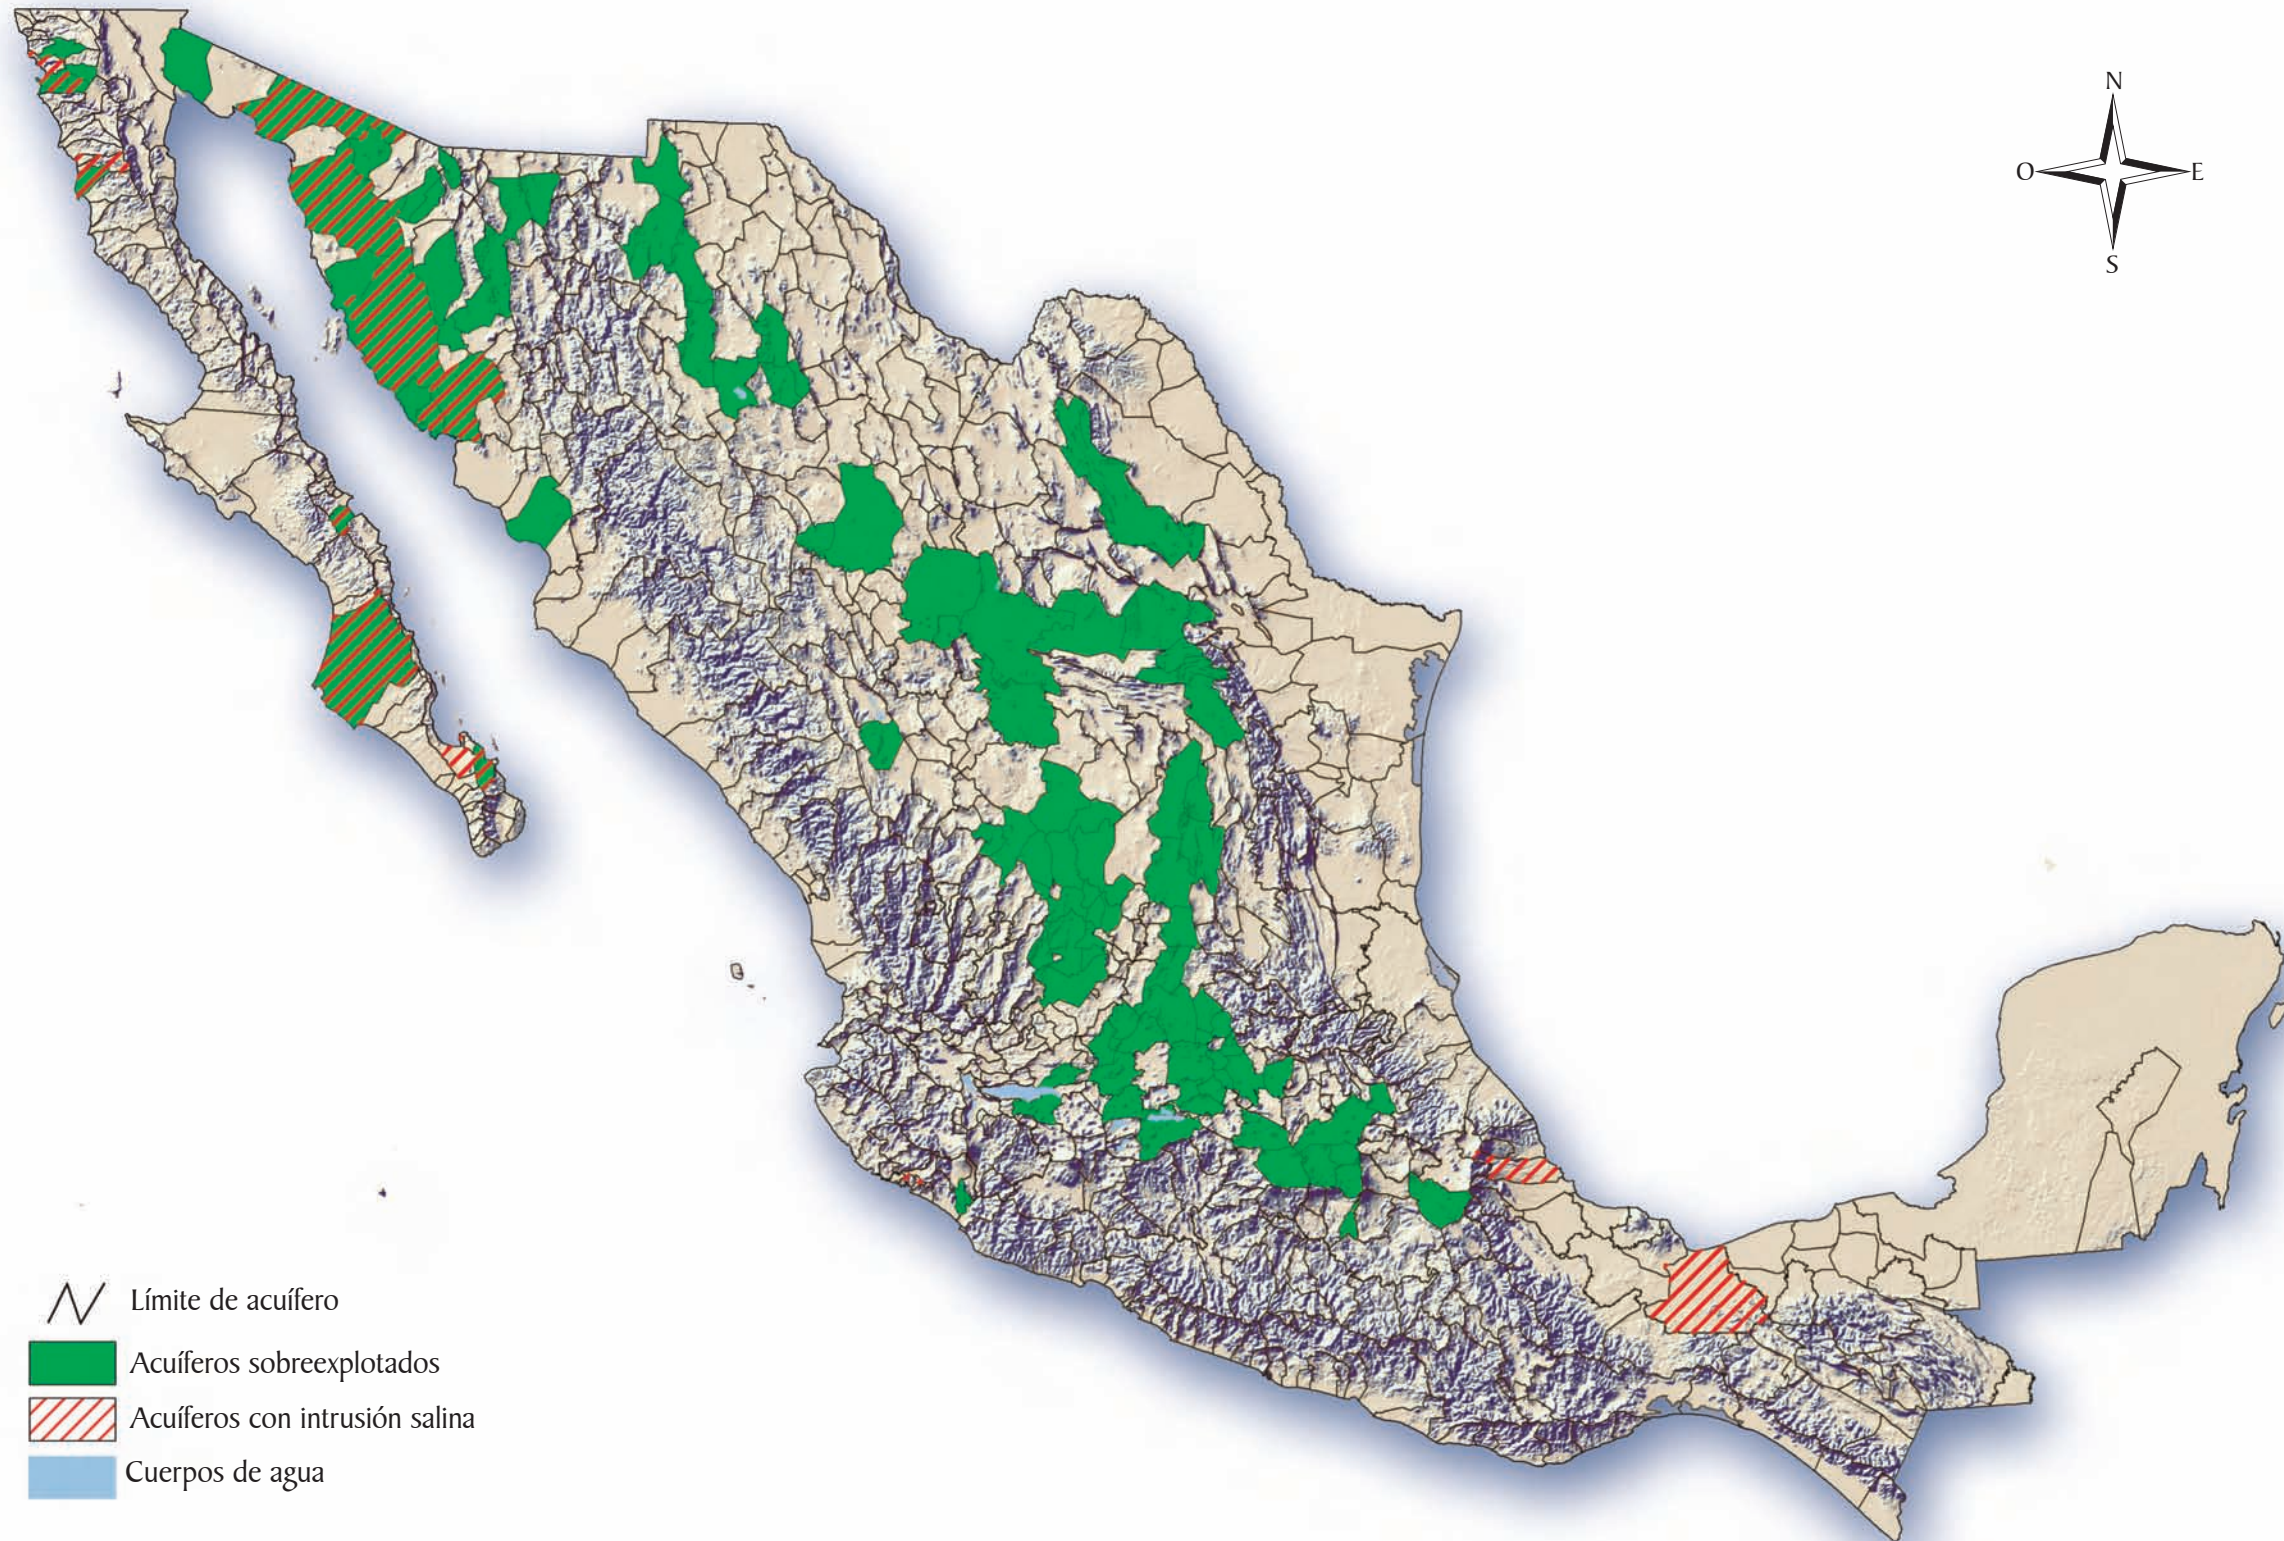 N
O
E
S
Límite de acuífero
Acuíferos sobreexplotados
Acuíferos con intrusión salina
Cuerpos de agua